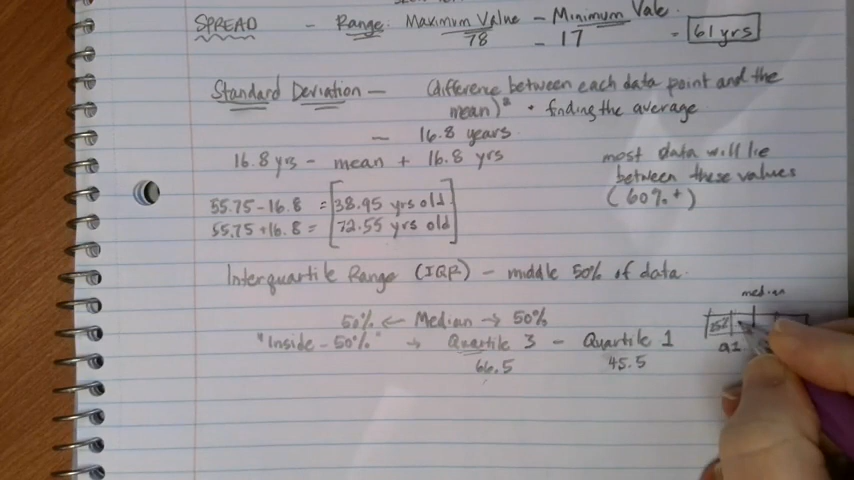 SPREAD - Range: Maximum Value - Minimum Vale.
78 - 17 = 61 yrs
Standard Deviation - (difference between each data point and the
mean)² • finding the average
~ 16.8 years
16.8 yrs - mean + 16.8 yrs
most data will lie
between these values
(60%+)
55.75-16.8 = 38.95 yrs old
55.75+16.8 = 72.55 yrs old
Interquartile Range (IQR) - middle 50% of data.
median
50% ← Median → 50%
25%
"Inside - 50%" → Quartile 3 - Quartile 1
Q1
66.5 45.5